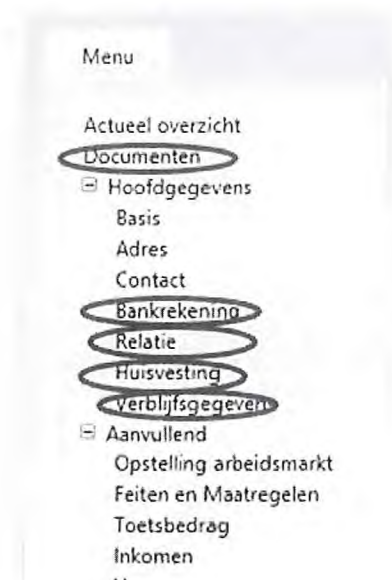 Menu
Actueel overzicht
Documenten
Hoofdgegevens
Basis
Adres
Contact
Bankrekening
Relatie
Huisvesting
Verblijfsgegeven
Aanvullend
Opstelling arbeidsmarkt
Feiten en Maatregelen
Toetsbedrag
Inkomen